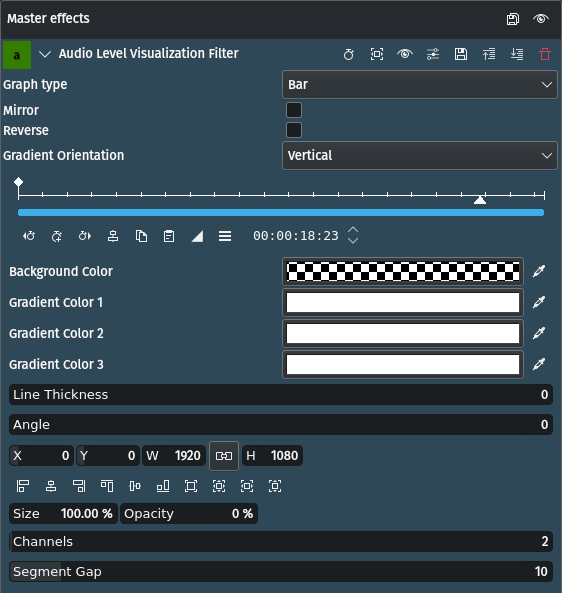 Master effects
a Audio Level Visualization Filter
Graph type Bar
Mirror
Reverse
Gradient Orientation Vertical
00:00:18:23
Background Color
Gradient Color 1
Gradient Color 2
Gradient Color 3
Line Thickness 0
Angle 0
X 0 Y 0 W 1920 H 1080
Size 100.00 % Opacity 0 %
Channels 2
Segment Gap 10